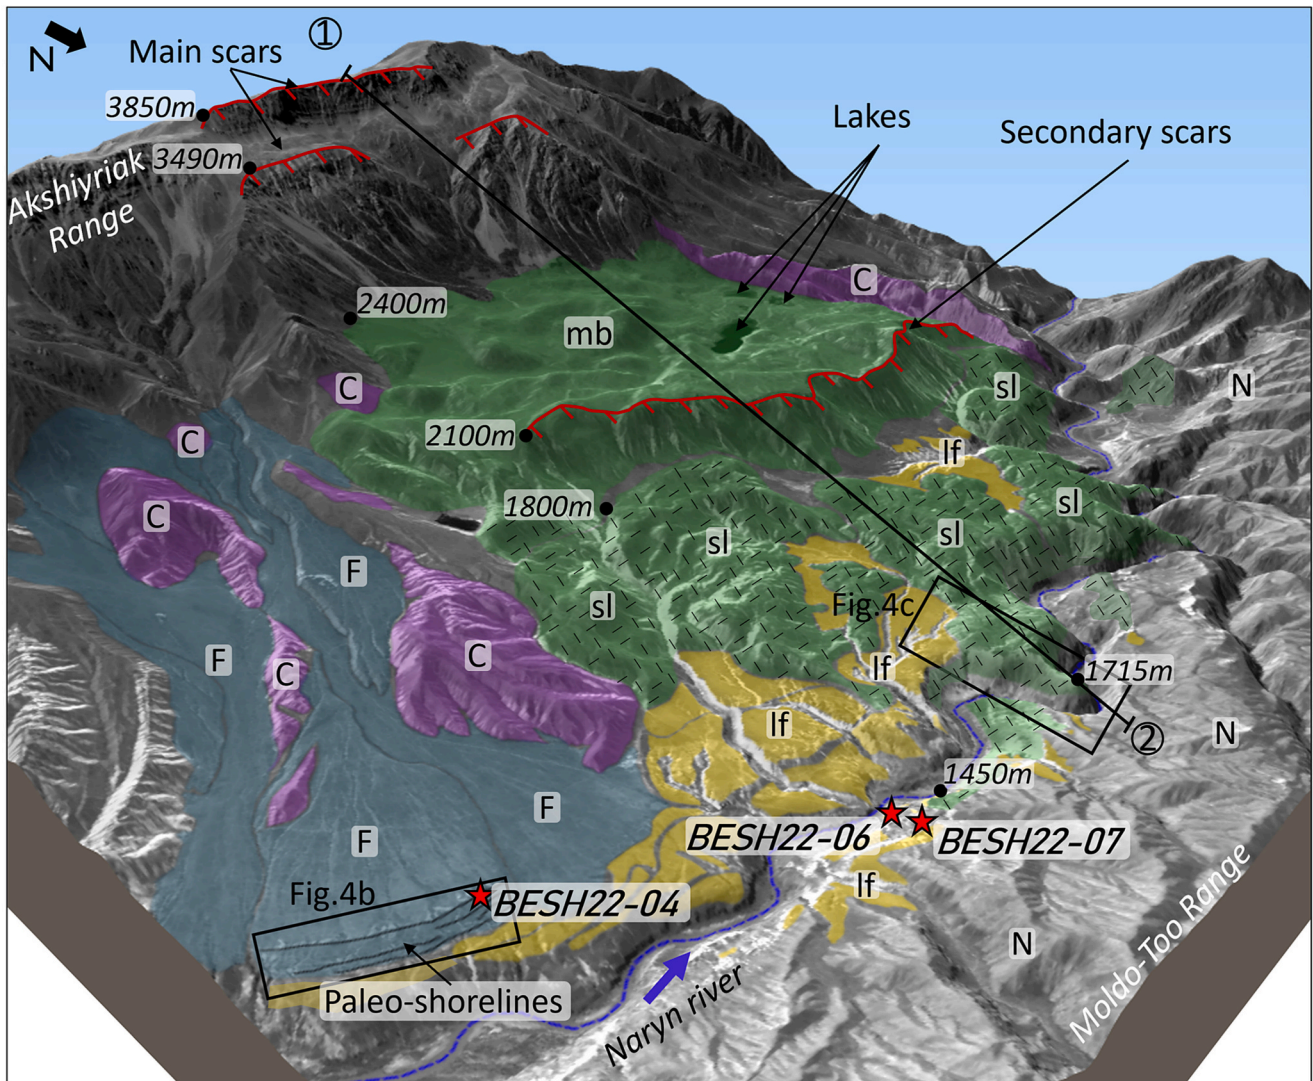 ①
N
Main scars
3850m
Lakes
Secondary scars
3490m
Akshiyriak
Range
C
2400m
mb
C
sl
N
C
2100m
lf
C
1800m
sl
C
sl
sl
F
sl
Fig.4c
F
C
C
lf
1715m
lf
N
②
1450m
F
BESH22-06
BESH22-07
F
lf
Fig.4b
BESH22-04
N
Paleo-shorelines
Naryn river
Moldo-Too Range